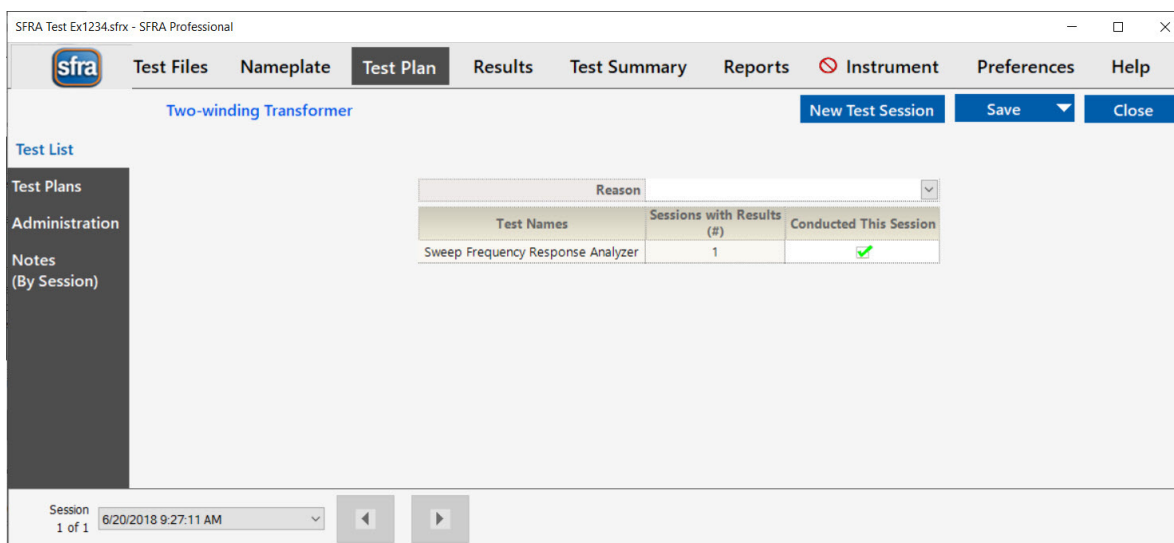 SFRA Test Ex1234.sfrx - SFRA Professional
sfra Test Files Nameplate Test Plan Results Test Summary Reports Instrument Preferences Help
Two-winding Transformer New Test Session Save Close
Test List
Test Plans
Administration
Notes
(By Session)
Reason
Test Names Sessions with Results (#) Conducted This Session
Sweep Frequency Response Analyzer 1
Session
1 of 1
6/20/2018 9:27:11 AM